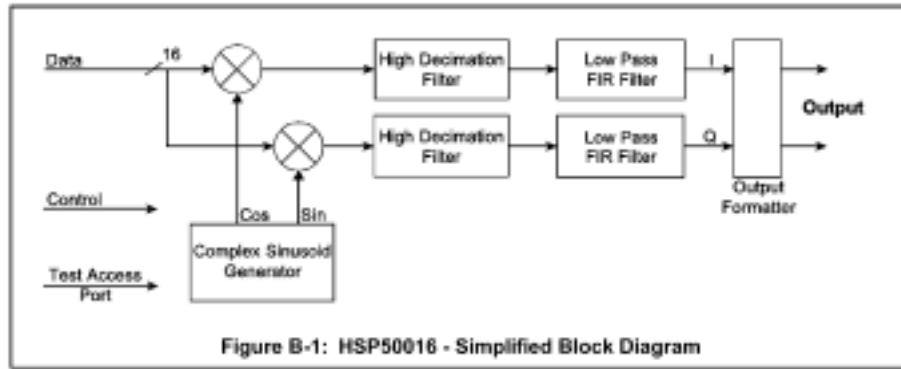 Data
16
High Decimation
Filter
Low Pass
FIR Filter
I
Output
High Decimation
Filter
Low Pass
FIR Filter
Q
Output
Formatter
Control
Cos
Sin
Complex Sinusoid
Generator
Test Access
Port
Figure B-1: HSP50016 - Simplified Block Diagram